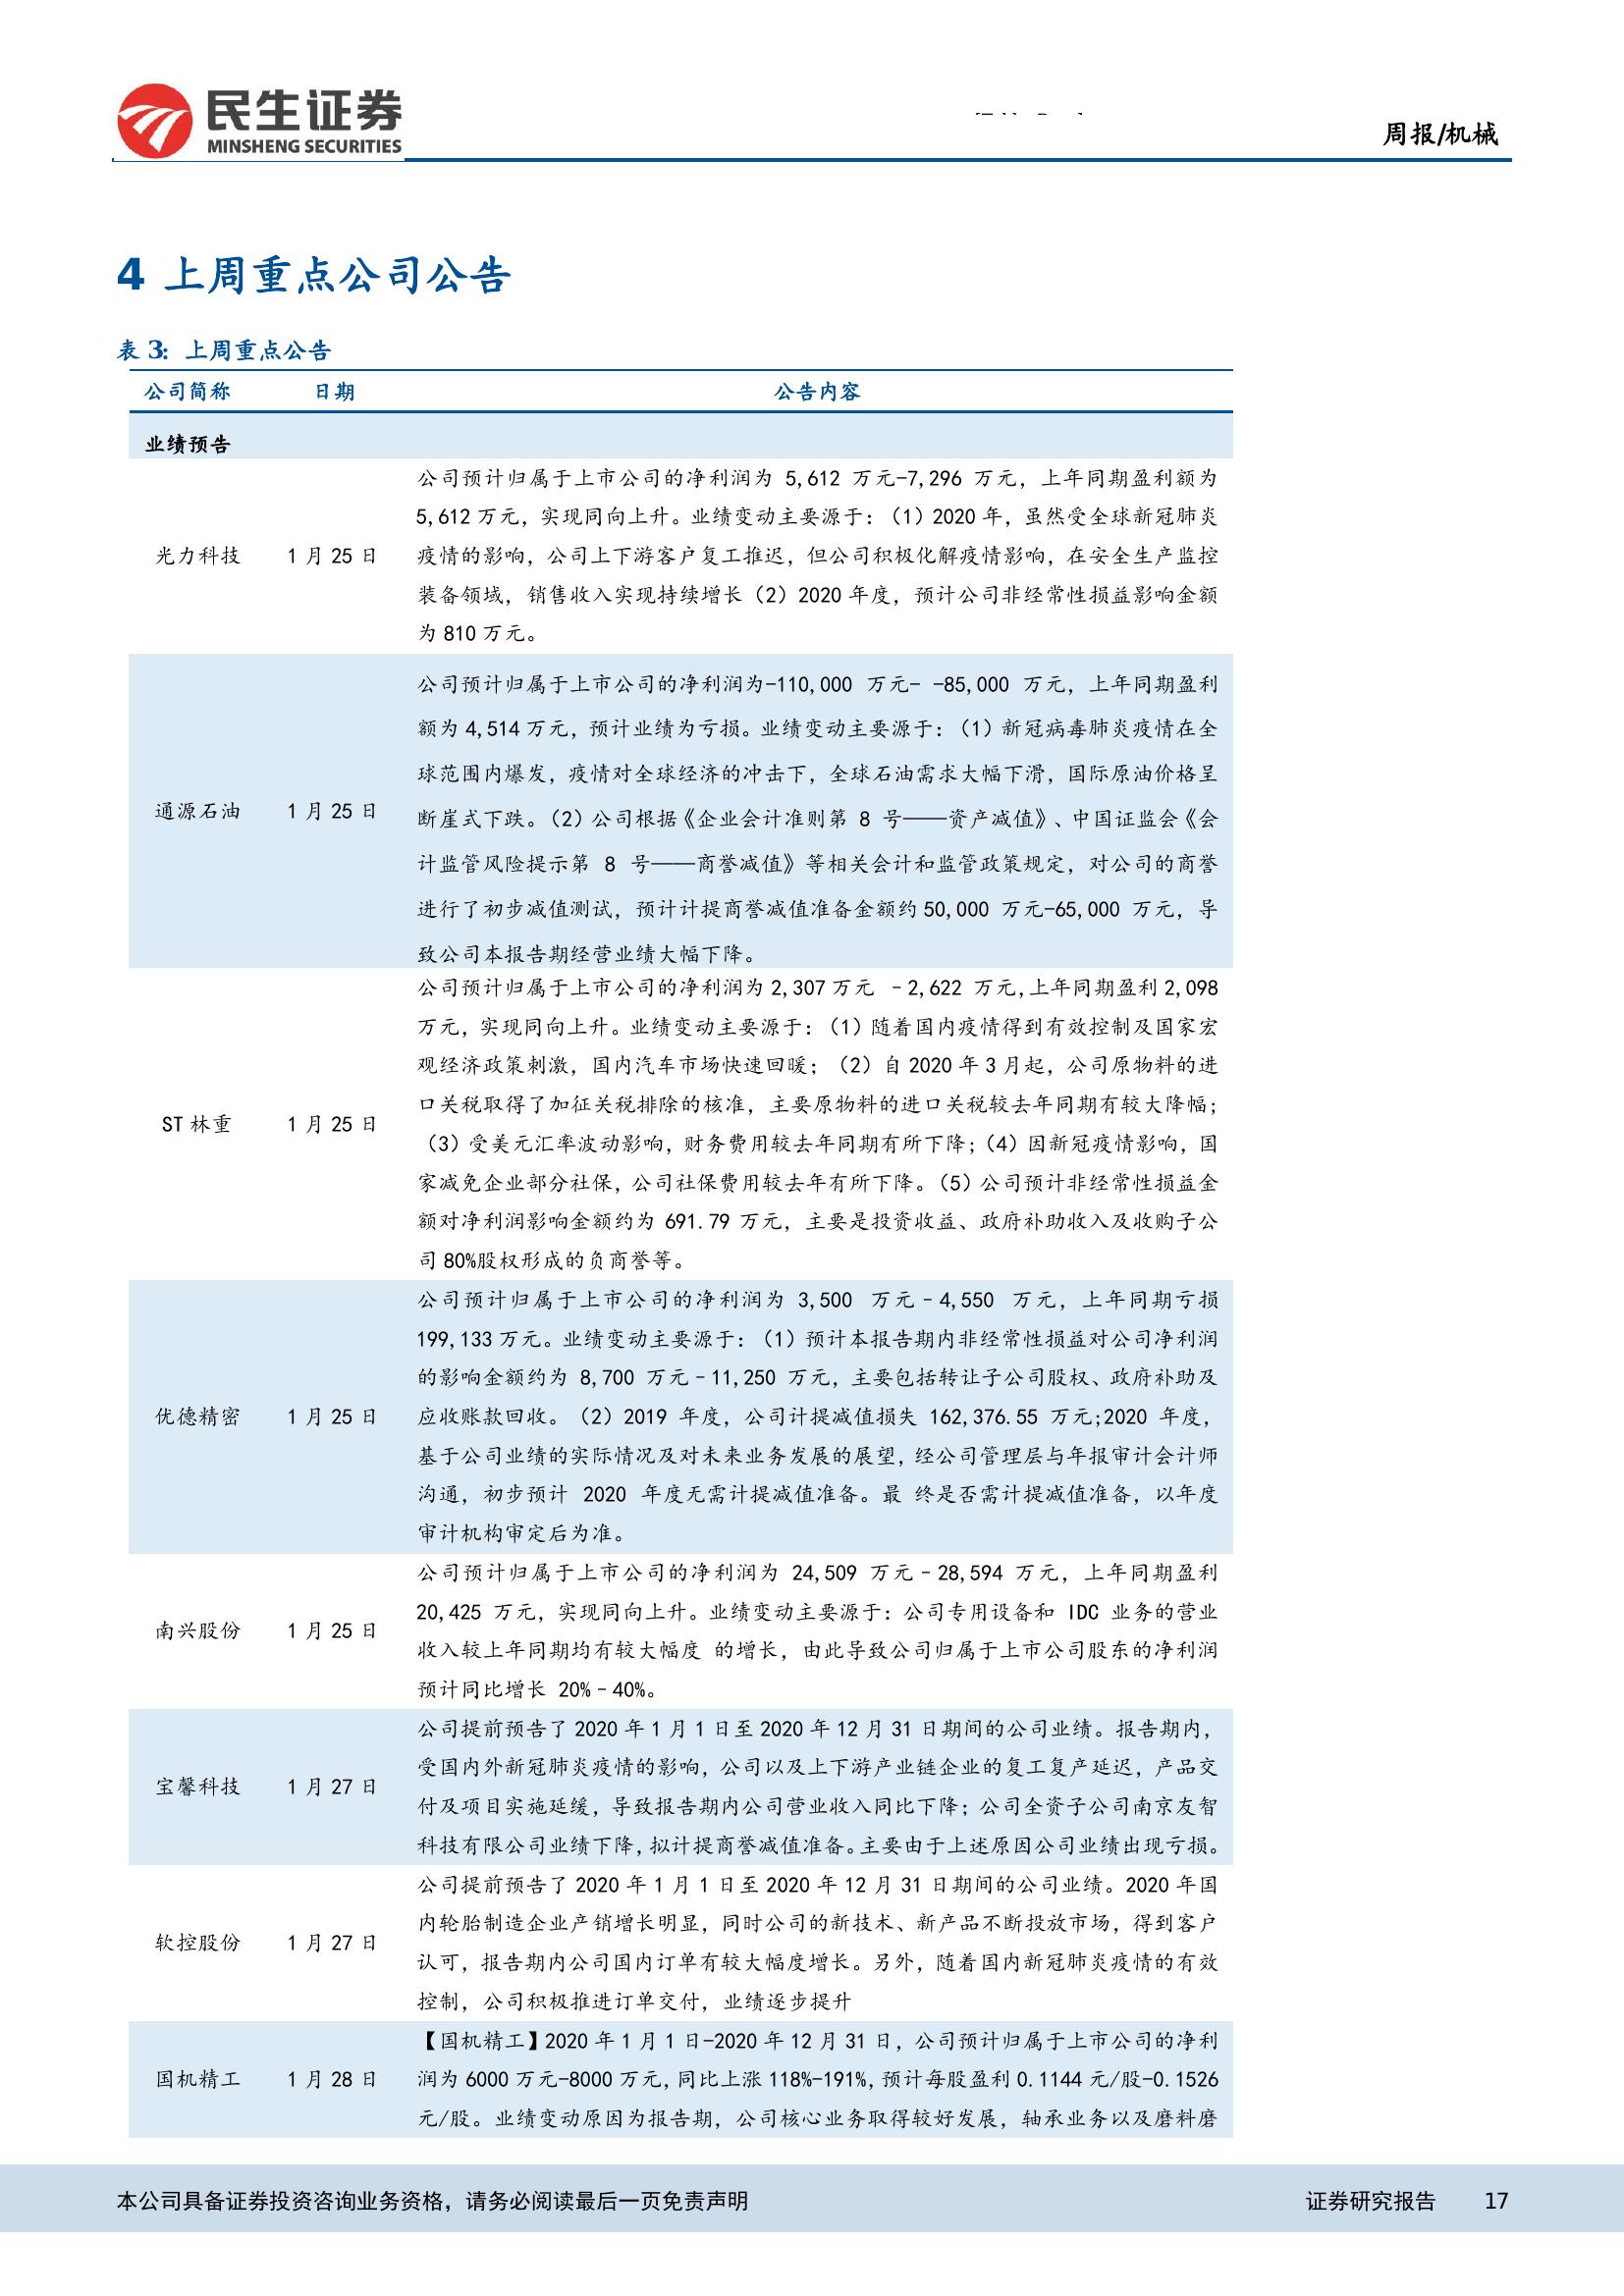 民生证券
MINSHENG SECURITIES
周报/机械
4 上周重点公司公告
表 3：上周重点公告
公司简称 日期 公告内容
业绩预告
公司预计归属于上市公司的净利润为 5,612 万元-7,296 万元，上年同期盈利额为
5,612 万元，实现同向上升。业绩变动主要源于：（1）2020 年，虽然受全球新冠肺炎
光力科技 1 月 25 日 疫情的影响，公司上下游客户复工推迟，但公司积极化解疫情影响，在安全生产监控
装备领域，销售收入实现持续增长（2）2020 年度，预计公司非经常性损益影响金额
为 810 万元。
公司预计归属于上市公司的净利润为-110,000 万元- -85,000 万元，上年同期盈利
额为 4,514 万元，预计业绩为亏损。业绩变动主要源于：（1）新冠病毒肺炎疫情在全
球范围内爆发，疫情对全球经济的冲击下，全球石油需求大幅下滑，国际原油价格呈
通源石油 1 月 25 日 断崖式下跌。（2）公司根据《企业会计准则第 8 号——资产减值》、中国证监会《会
计监管风险提示第 8 号——商誉减值》等相关会计和监管政策规定，对公司的商誉
进行了初步减值测试，预计计提商誉减值准备金额约 50,000 万元-65,000 万元，导
致公司本报告期经营业绩大幅下降。
公司预计归属于上市公司的净利润为 2,307 万元 –2,622 万元,上年同期盈利 2,098
万元，实现同向上升。业绩变动主要源于：（1）随着国内疫情得到有效控制及国家宏
观经济政策刺激，国内汽车市场快速回暖；（2）自 2020 年 3 月起，公司原物料的进
口关税取得了加征关税排除的核准，主要原物料的进口关税较去年同期有较大降幅；
ST 林重 1 月 25 日 （3）受美元汇率波动影响，财务费用较去年同期有所下降；（4）因新冠疫情影响，国
家减免企业部分社保，公司社保费用较去年有所下降。（5）公司预计非经常性损益金
额对净利润影响金额约为 691.79 万元，主要是投资收益、政府补助收入及收购子公
司 80%股权形成的负商誉等。
公司预计归属于上市公司的净利润为 3,500 万元–4,550 万元，上年同期亏损
199,133 万元。业绩变动主要源于：（1）预计本报告期内非经常性损益对公司净利润
的影响金额约为 8,700 万元–11,250 万元，主要包括转让子公司股权、政府补助及
优德精密 1 月 25 日 应收账款回收。（2）2019 年度，公司计提减值损失 162,376.55 万元;2020 年度，
基于公司业绩的实际情况及对未来业务发展的展望，经公司管理层与年报审计会计师
沟通，初步预计 2020 年度无需计提减值准备。最 终是否需计提减值准备，以年度
审计机构审定后为准。
公司预计归属于上市公司的净利润为 24,509 万元–28,594 万元，上年同期盈利
20,425 万元，实现同向上升。业绩变动主要源于：公司专用设备和 IDC 业务的营业
南兴股份 1 月 25 日 收入较上年同期均有较大幅度 的增长，由此导致公司归属于上市公司股东的净利润
预计同比增长 20%–40%。
公司提前预告了 2020 年 1 月 1 日至 2020 年 12 月 31 日期间的公司业绩。报告期内，
受国内外新冠肺炎疫情的影响，公司以及上下游产业链企业的复工复产延迟，产品交
宝馨科技 1 月 27 日 付及项目实施延缓，导致报告期内公司营业收入同比下降；公司全资子公司南京友智
科技有限公司业绩下降，拟计提商誉减值准备。主要由于上述原因公司业绩出现亏损。
公司提前预告了 2020 年 1 月 1 日至 2020 年 12 月 31 日期间的公司业绩。2020 年国
内轮胎制造企业产销增长明显，同时公司的新技术、新产品不断投放市场，得到客户
软控股份 1 月 27 日 认可，报告期内公司国内订单有较大幅度增长。另外，随着国内新冠肺炎疫情的有效
控制，公司积极推进订单交付，业绩逐步提升
【国机精工】2020 年 1 月 1 日-2020 年 12 月 31 日，公司预计归属于上市公司的净利
国机精工 1 月 28 日 润为 6000 万元-8000 万元,同比上涨 118%-191%,预计每股盈利 0.1144 元/股-0.1526
元/股。业绩变动原因为报告期，公司核心业务取得较好发展，轴承业务以及磨料磨
本公司具备证券投资咨询业务资格，请务必阅读最后一页免责声明 证券研究报告 17